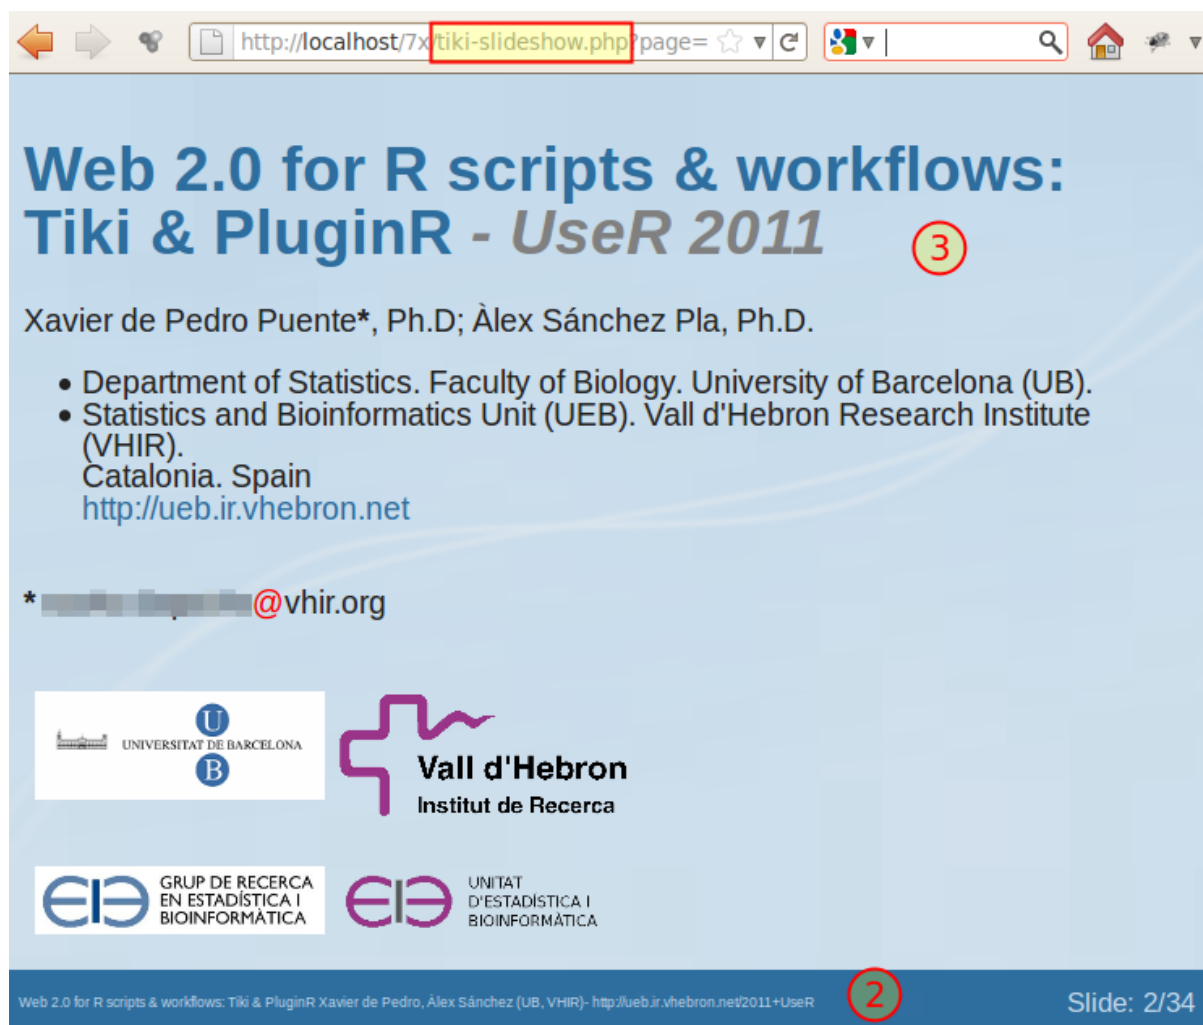 http://localhost/7x/tiki-slideshow.php?page=
Web 2.0 for R scripts & workflows:
Tiki & PluginR - UseR 2011
3
Xavier de Pedro Puente*, Ph.D; Àlex Sánchez Pla, Ph.D.
• Department of Statistics. Faculty of Biology. University of Barcelona (UB).
• Statistics and Bioinformatics Unit (UEB). Vall d'Hebron Research Institute
(VHIR).
Catalonia. Spain
http://ueb.ir.vhebron.net
* @vhir.org
U
UNIVERSITAT DE BARCELONA
B
Vall d'Hebron
Institut de Recerca
GRUP DE RECERCA
EN ESTADÍSTICA I
BIOINFORMÀTICA
UNITAT
D'ESTADÍSTICA I
BIOINFORMÀTICA
Web 2.0 for R scripts & workflows: Tiki & PluginR Xavier de Pedro, Àlex Sánchez (UB, VHIR)- http://ueb.ir.vhebron.net/2011+UseR
2
Slide: 2/34